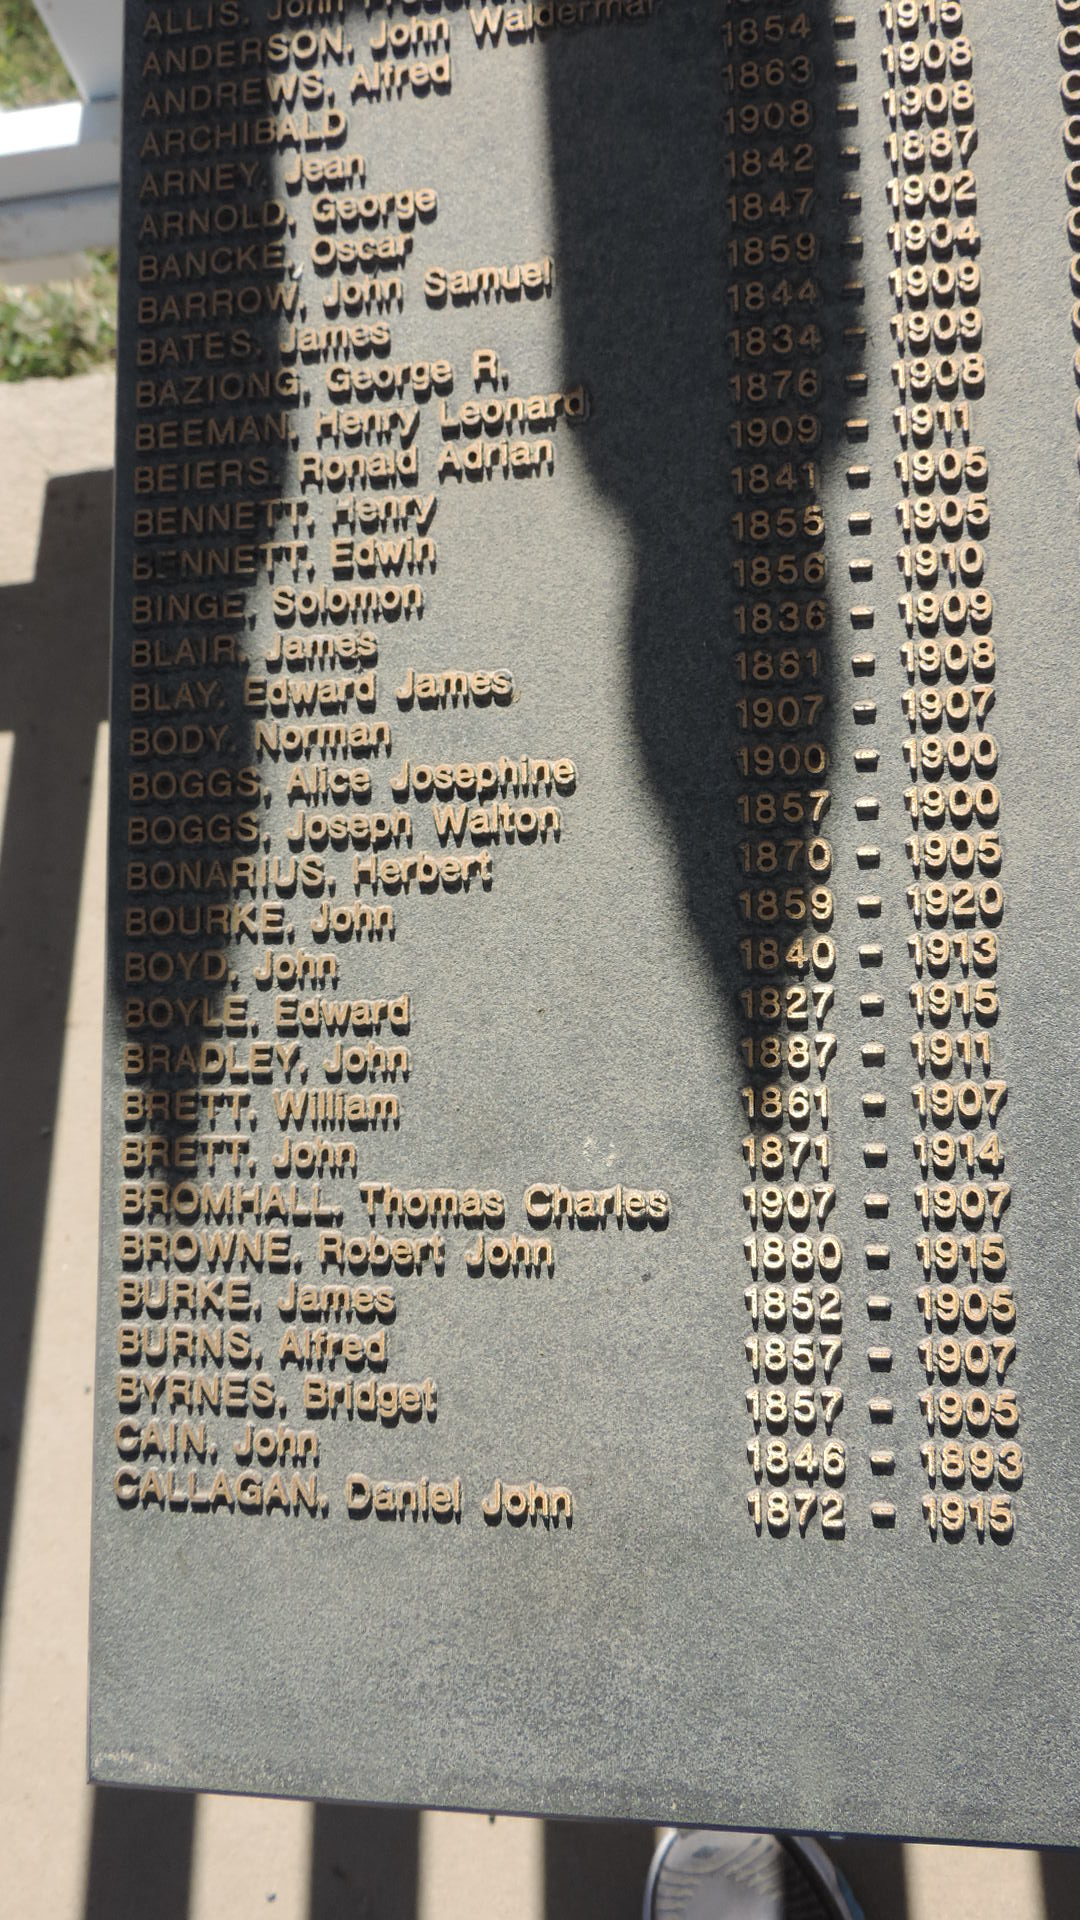 ALLIS, John
ANDERSON, John Waldermar
ANDREWS, Alfred 1854 - 1915
ARCHIBALD 1863 - 1908
ARNEY, Jean 1908 - 1908
ARNOLD, George 1842 - 1887
BANCKE, Oscar 1847 - 1902
BARROW, John Samuel 1859 - 1904
BATES, James 1844 - 1909
BAZIONG, George R. 1834 - 1909
BEEMAN, Henry Leonard 1876 - 1908
BEIERS, Ronald Adrian 1909 - 1911
BENNETT, Henry 1841 - 1905
BENNETT, Edwin 1855 - 1905
BINGE, Solomon 1856 - 1910
BLAIR, James 1836 - 1909
BLAY, Edward James 1861 - 1908
BODY, Norman 1907 - 1907
BOGGS, Alice Josephine 1900 - 1900
BOGGS, Joseph Walton 1857 - 1900
BONARIUS, Herbert 1870 - 1905
BOURKE, John 1859 - 1920
BOYD, John 1840 - 1913
BOYLE, Edward 1827 - 1915
BRADLEY, John 1887 - 1911
BRETT, William 1861 - 1907
BRETT, John 1871 - 1914
BROMHALL, Thomas Charles 1907 - 1907
BROWNE, Robert John 1880 - 1915
BURKE, James 1852 - 1905
BURNS, Alfred 1857 - 1907
BYRNES, Bridget 1857 - 1905
CAIN, John 1846 - 1893
CALLAGAN, Daniel John 1872 - 1915